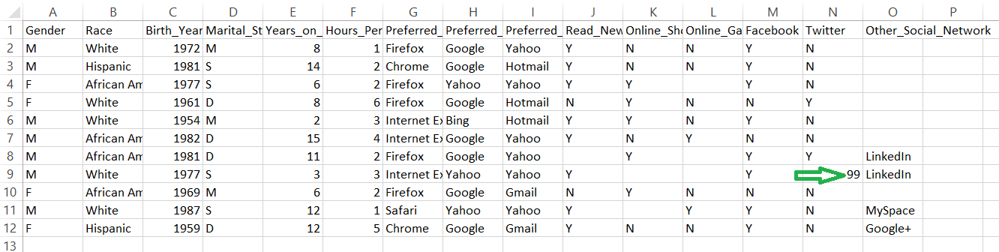 A B C D E F G H I J K L M N O P
1 Gender Race Birth_Year Marital_St Years_on_ Hours_Per Preferred_ Preferred_ Preferred_ Read_New Online_Sho Online_Ga Facebook Twitter Other_Social_Network
2 M White 1972 M 8 1 Firefox Google Yahoo Y N N Y N
3 M Hispanic 1981 S 14 2 Chrome Google Hotmail Y N N Y N
4 F African Am 1977 S 6 2 Firefox Yahoo Yahoo Y Y Y N
5 F White 1961 D 8 6 Firefox Google Hotmail N Y N N Y
6 M White 1954 M 2 3 Internet Ex Bing Hotmail Y Y N Y N
7 M African Am 1982 D 15 4 Internet Ex Google Yahoo Y N Y N N
8 M African Am 1981 D 11 2 Firefox Google Yahoo Y Y Y LinkedIn
9 M White 1977 S 3 3 Internet Ex Yahoo Yahoo Y Y 99 LinkedIn
10 F African Am 1969 M 6 2 Firefox Google Gmail N Y N N N
11 M White 1987 S 12 1 Safari Yahoo Yahoo Y Y Y N MySpace
12 F Hispanic 1959 D 12 5 Chrome Google Gmail Y N N Y N Google+
13